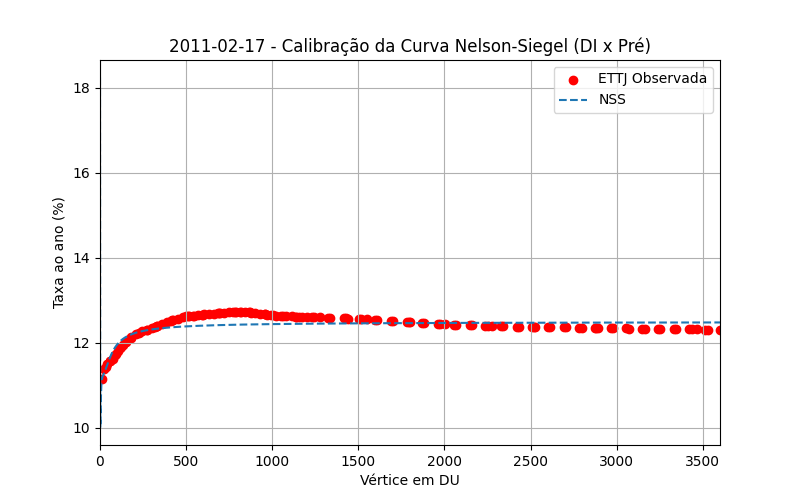 2011-02-17 - Calibração da Curva Nelson-Siegel (DI x Pré)
ETTJ Observada
NSS
Taxa ao ano (%)
18
16
14
12
10
0 500 1000 1500 2000 2500 3000 3500
Vértice em DU